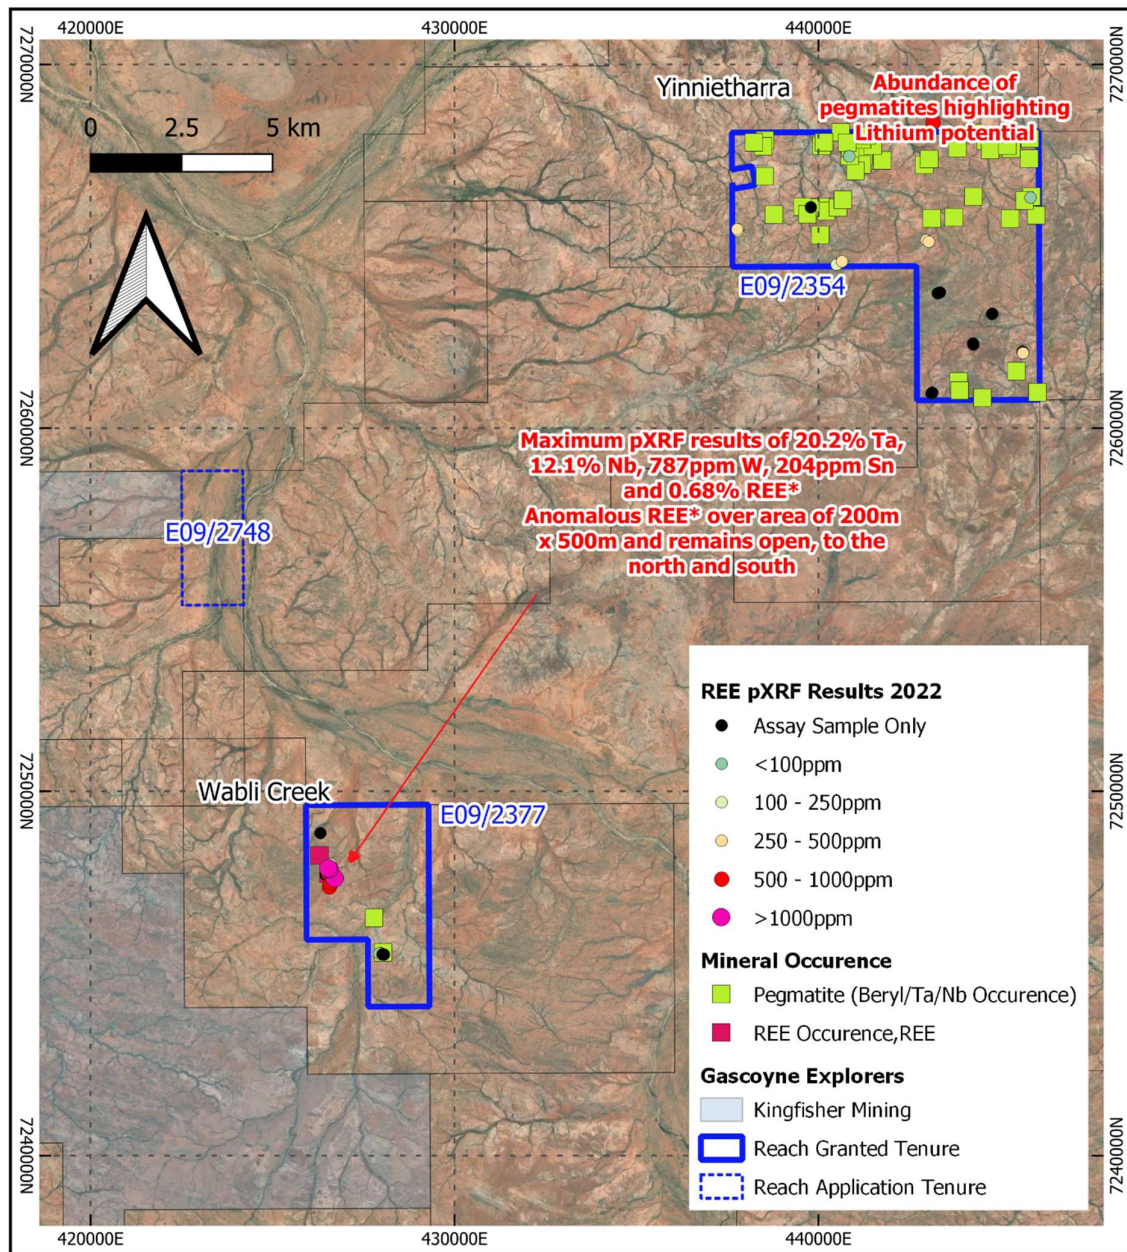 420000E
430000E
440000E
7270000N
7270000N
0 2.5 5 km
Yinnietharra
Abundance of
pegmatites highlighting
Lithium potential
E09/2354
7260000N
7260000N
Maximum pXRF results of 20.2% Ta,
12.1% Nb, 787ppm W, 204ppm Sn
and 0.68% REE*
Anomalous REE* over area of 200m
x 500m and remains open, to the
north and south
E09/2748
7250000N
7250000N
Wabli Creek
E09/2377
REE pXRF Results 2022
Assay Sample Only
<100ppm
100 - 250ppm
250 - 500ppm
500 - 1000ppm
>1000ppm
Mineral Occurence
Pegmatite (Beryl/Ta/Nb Occurence)
REE Occurence,REE
Gascoyne Explorers
Kingfisher Mining
Reach Granted Tenure
Reach Application Tenure
7240000N
7240000N
420000E
430000E
440000E